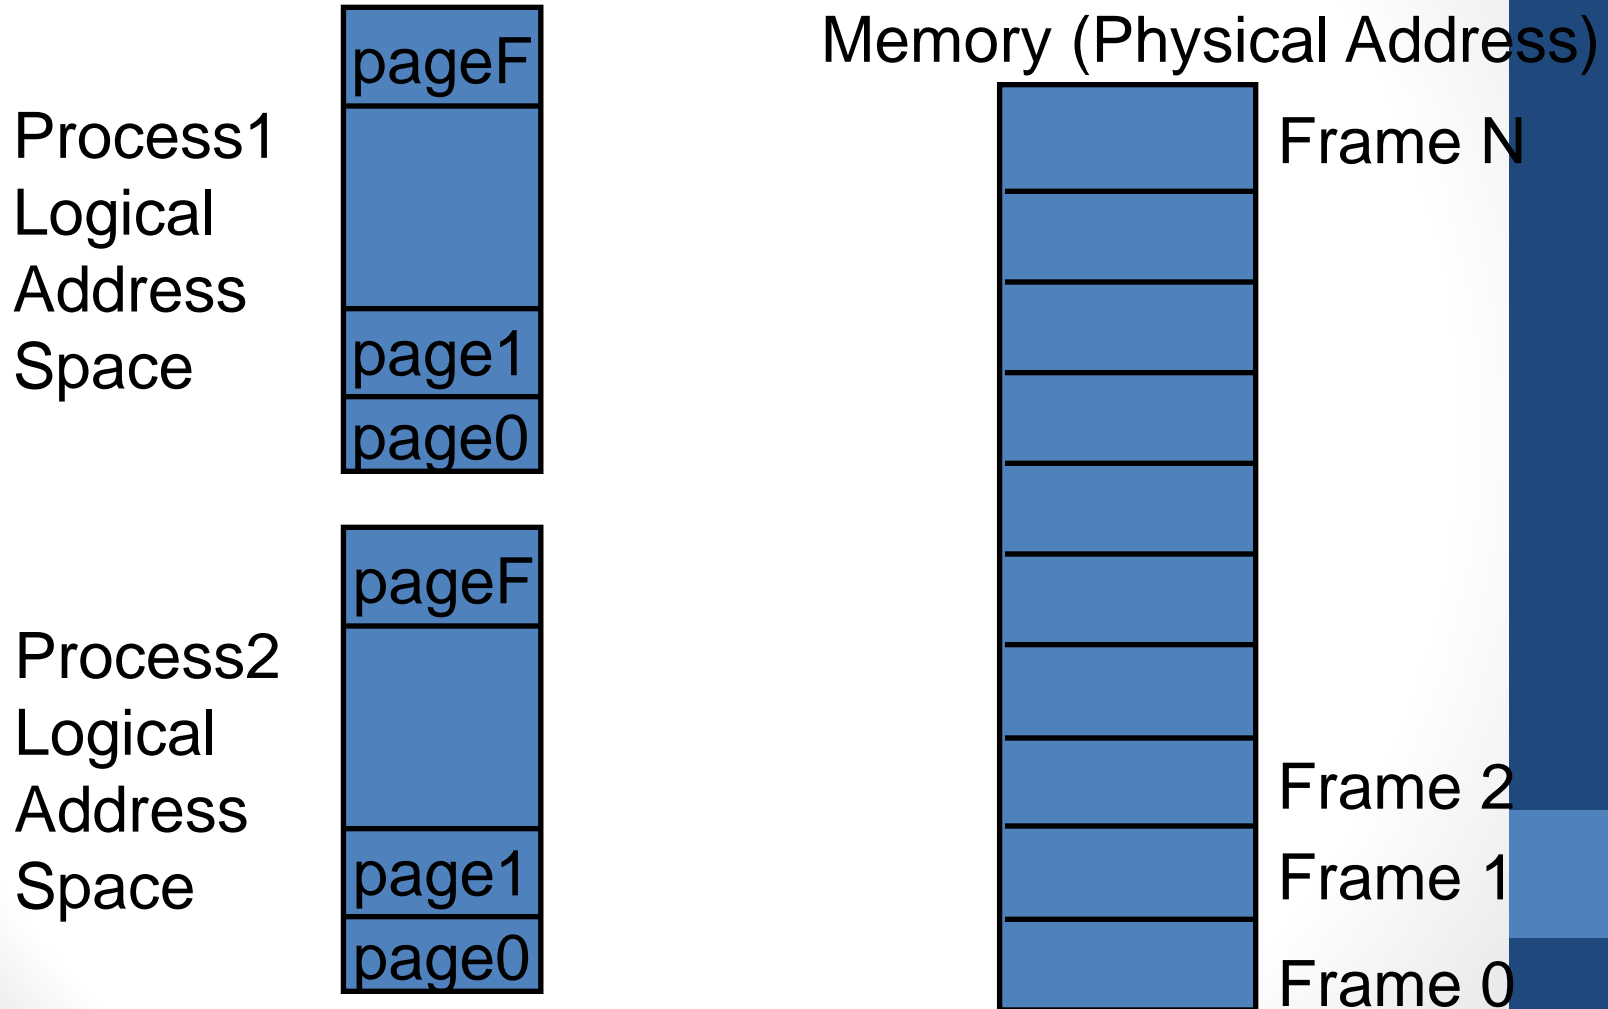 Process1
Logical
Address
Space
pageF
page1
page0
Process2
Logical
Address
Space
pageF
page1
page0
Memory (Physical Address)
Frame N
Frame 2
Frame 1
Frame 0